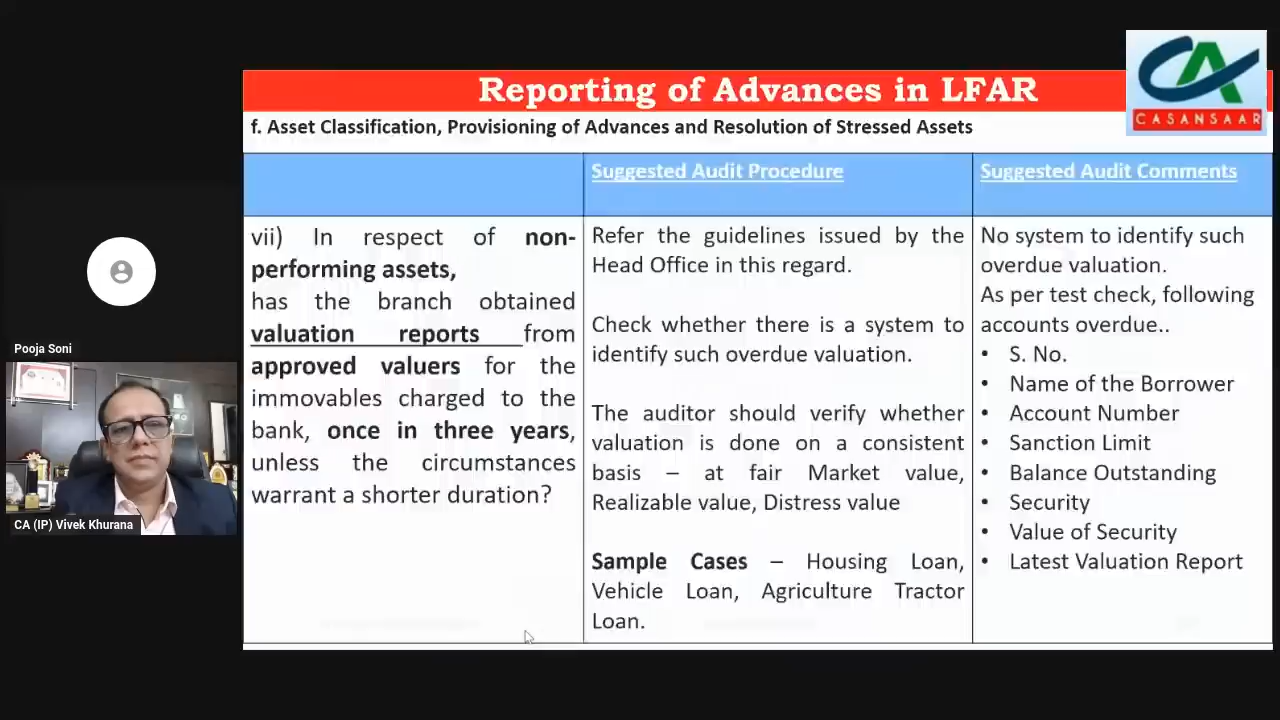 Reporting of Advances in LFAR
CASANSAAR
f. Asset Classification, Provisioning of Advances and Resolution of Stressed Assets
Suggested Audit Procedure
Suggested Audit Comments
vii) In respect of non-
performing assets,
has the branch obtained
valuation reports from
approved valuers for the
immovables charged to the
bank, once in three years,
unless the circumstances
warrant a shorter duration?
Refer the guidelines issued by the
Head Office in this regard.
Check whether there is a system to
identify such overdue valuation.
The auditor should verify whether
valuation is done on a consistent
basis – at fair Market value,
Realizable value, Distress value
Sample Cases – Housing Loan,
Vehicle Loan, Agriculture Tractor
Loan.
No system to identify such
overdue valuation.
As per test check, following
accounts overdue..
• S. No.
• Name of the Borrower
• Account Number
• Sanction Limit
• Balance Outstanding
• Security
• Value of Security
• Latest Valuation Report
Pooja Soni
CA (IP) Vivek Khurana